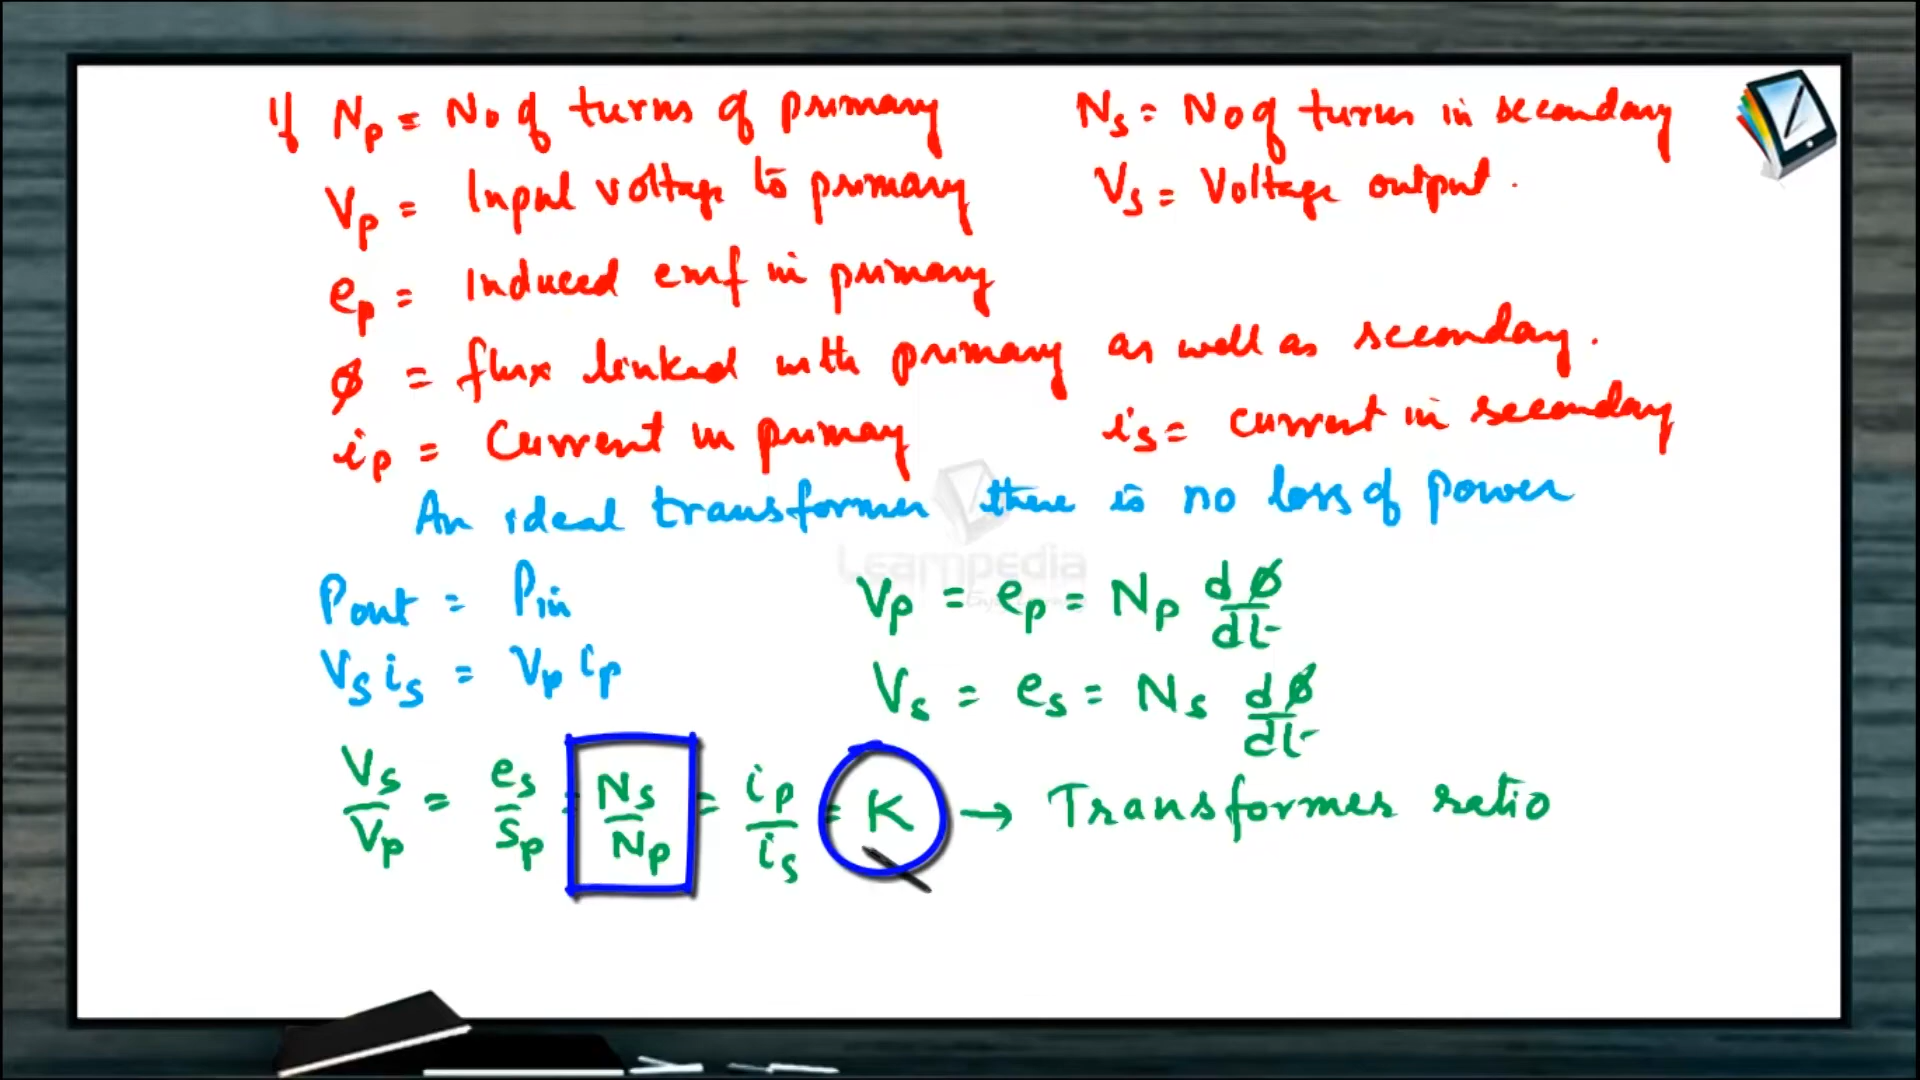 If Np = No of turns of primary Ns = No of turns in secondary
Vp = Input voltage to primary Vs = Voltage output.
ep = Induced emf in primary
φ = flux linked with primary as well as secondary.
ip = Current in primay is = current in secondary
An ideal transformer there is no loss of power
Learnpedia
Pout = Pin Vp = ep = Np dφ/dt
Vs is = Vp ip Vs = es = Ns dφ/dt
Vs/Vp = es/sp = Ns/Np = ip/is = K → Transformer ratio